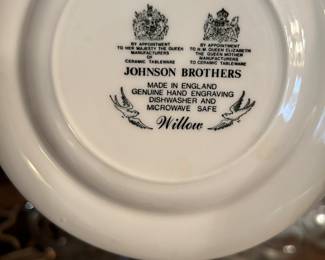 BY APPOINTMENT
TO HER MAJESTY THE QUEEN
MANUFACTURERS
OF
CERAMIC TABLEWARE
BY APPOINTMENT
TO H.M. QUEEN ELIZABETH
THE QUEEN MOTHER
MANUFACTURERS
OF CERAMIC TABLEWARE
JOHNSON BROTHERS
MADE IN ENGLAND
GENUINE HAND ENGRAVING
DISHWASHER AND
MICROWAVE SAFE
Willow